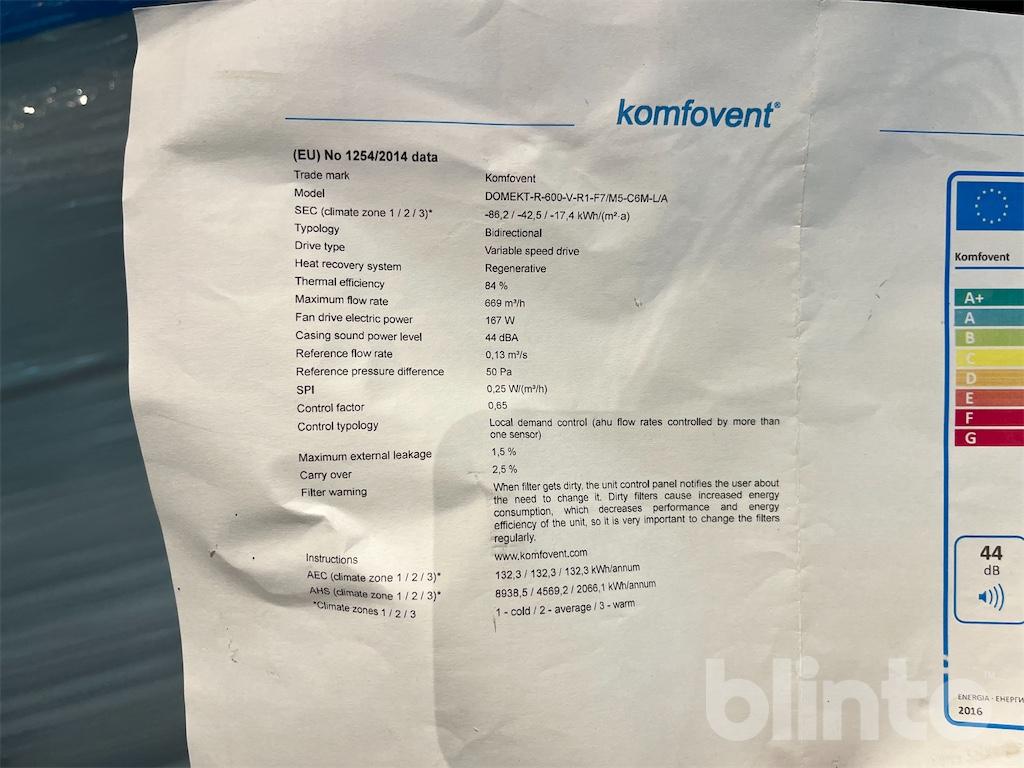 komfovent®
(EU) No 1254/2014 data
Trade mark Komfovent
Model DOMEKT-R-600-V-R1-F7/M5-C6M-L/A
SEC (climate zone 1 / 2 / 3)* -86,2 / -42,5 / -17,4 kWh/(m²·a)
Typology Bidirectional
Drive type Variable speed drive
Heat recovery system Regenerative
Thermal efficiency 84 %
Maximum flow rate 669 m³/h
Fan drive electric power 167 W
Casing sound power level 44 dBA
Reference flow rate 0,13 m³/s
Reference pressure difference 50 Pa
SPI 0,25 W/(m³/h)
Control factor 0,65
Control typology Local demand control (ahu flow rates controlled by more than
one sensor)
Maximum external leakage 1,5 %
Carry over 2,5 %
Filter warning When filter gets dirty, the unit control panel notifies the user about
the need to change it. Dirty filters cause increased energy
consumption, which decreases performance and energy
efficiency of the unit, so it is very important to change the filters
regularly.
Instructions www.komfovent.com
AEC (climate zone 1 / 2 / 3)* 132,3 / 132,3 / 132,3 kWh/annum
AHS (climate zone 1 / 2 / 3)* 8938,5 / 4569,2 / 2066,1 kWh/annum
*Climate zones 1 / 2 / 3 1 - cold / 2 - average / 3 - warm
Komfovent
A+
A
B
C
D
E
F
G
44
dB
ENERGIA · ЕНЕРГИ
2016
blinto™